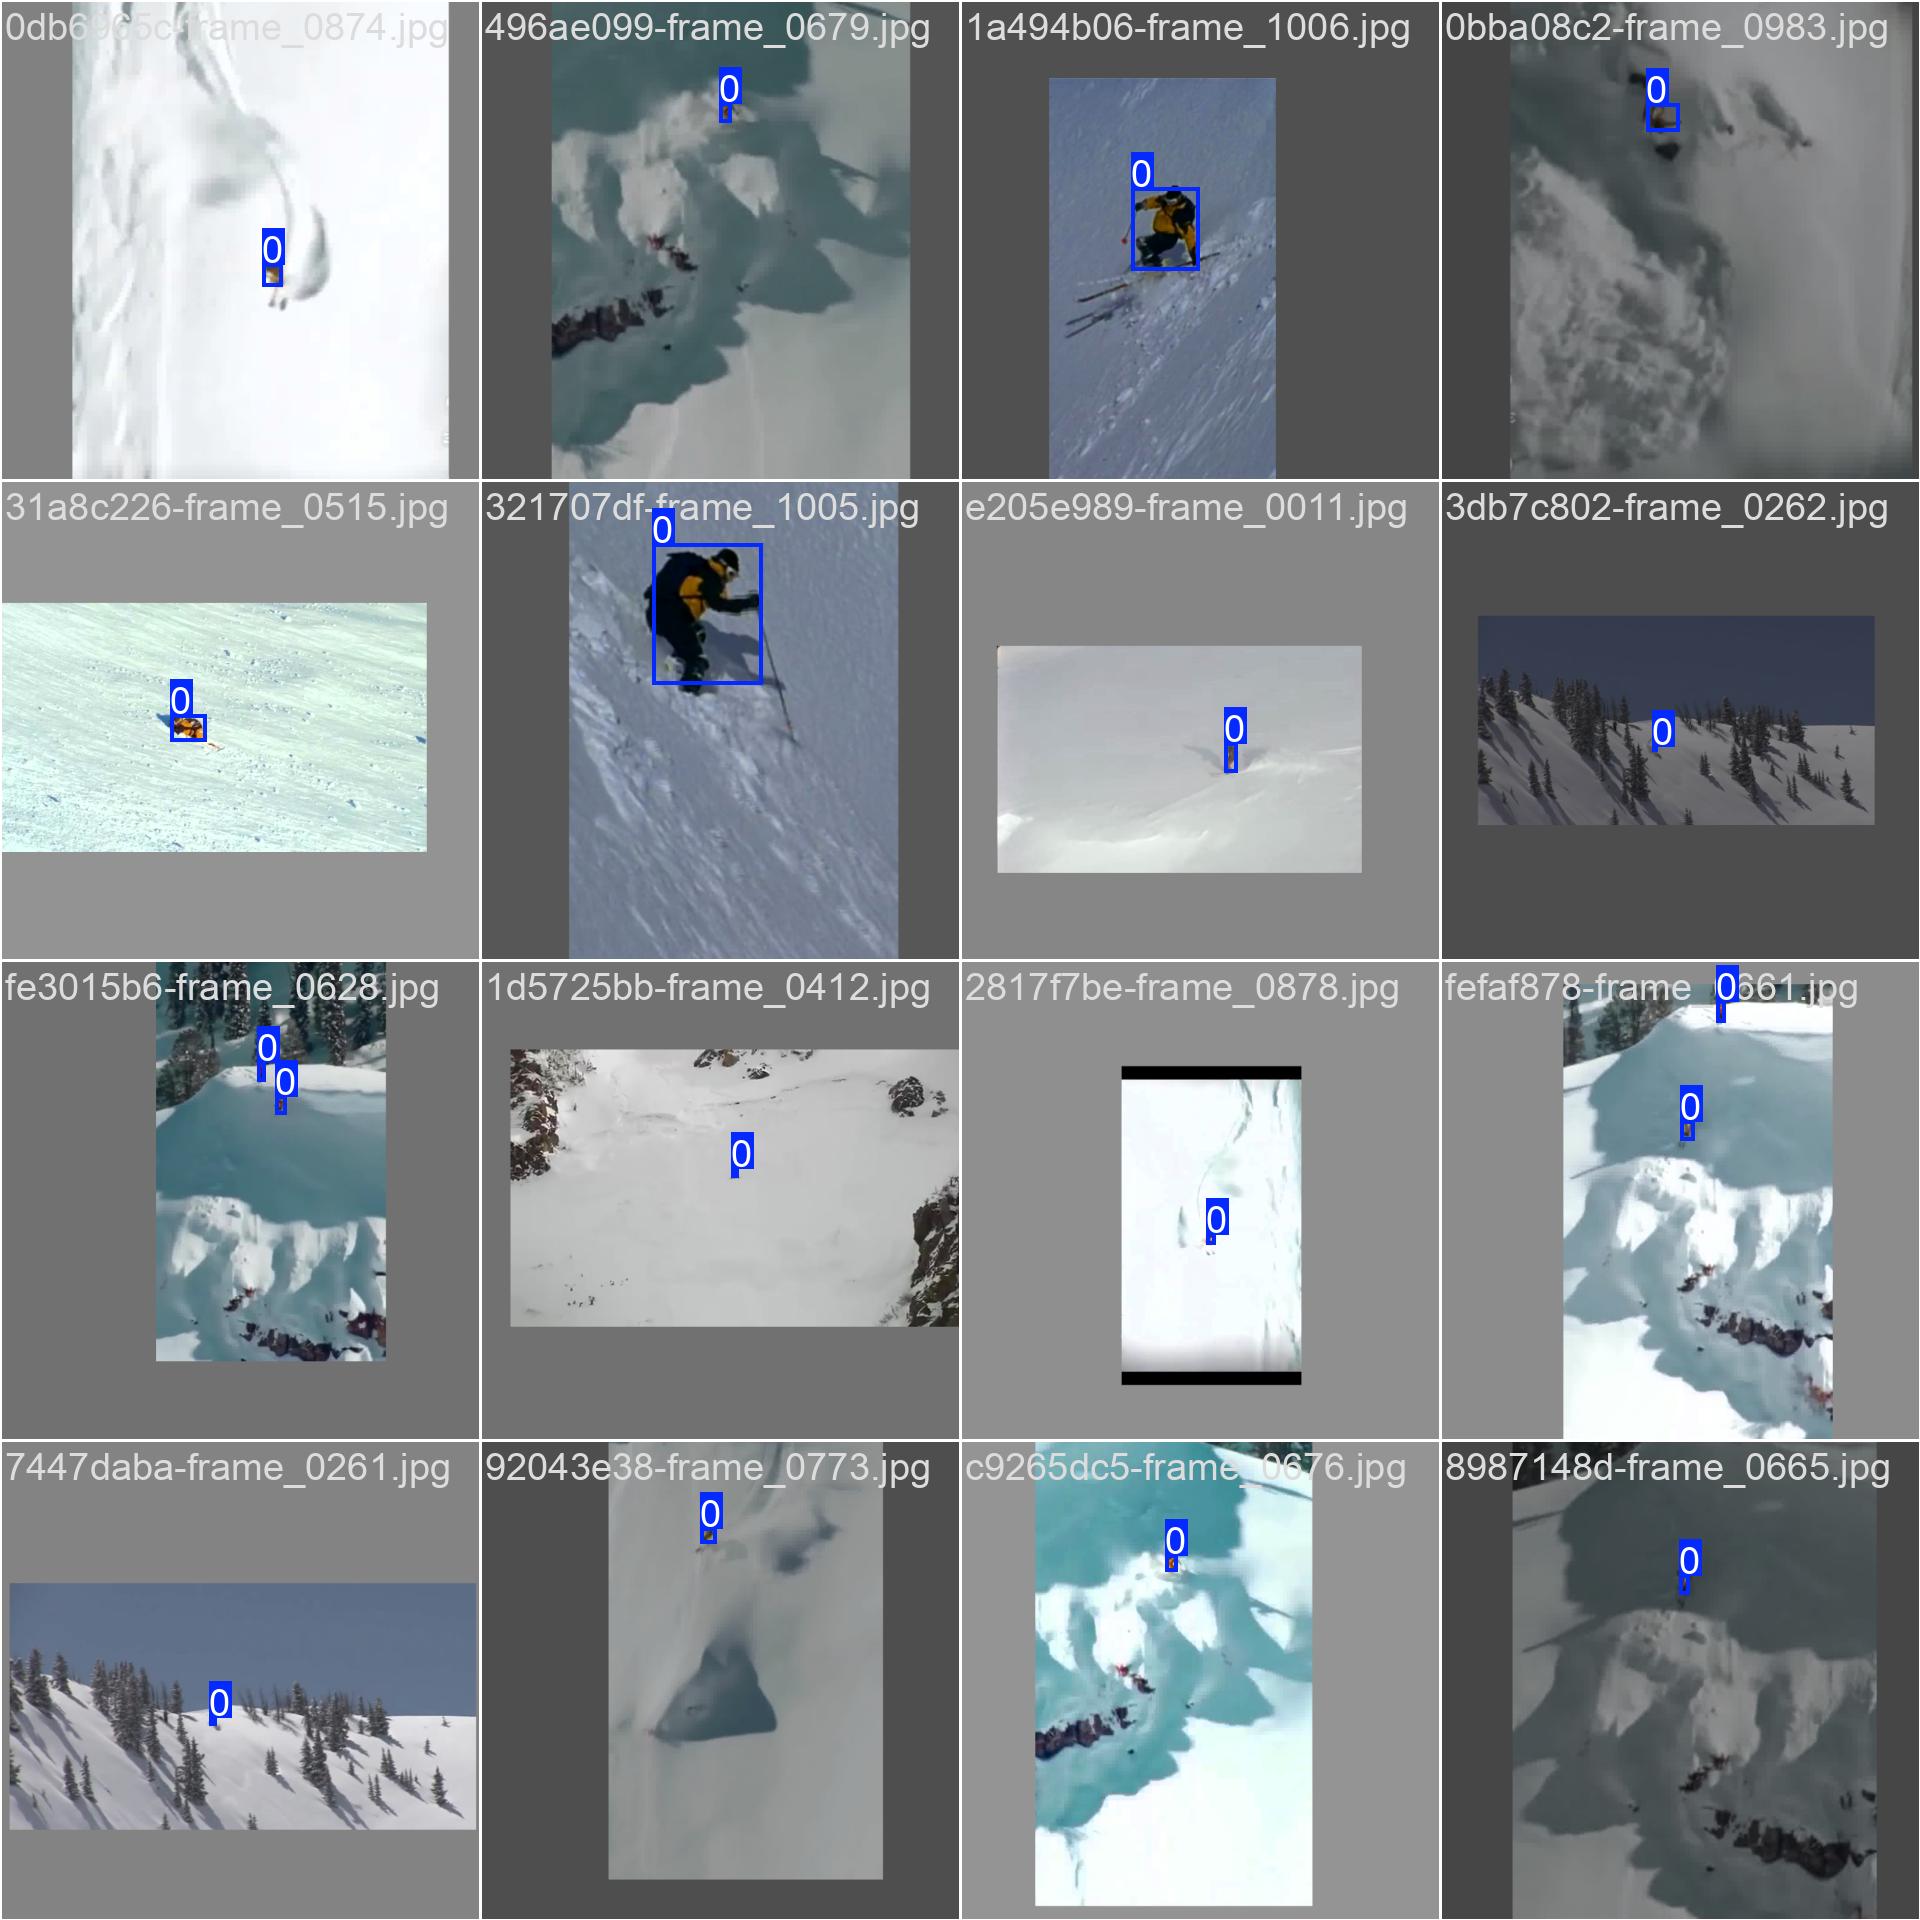 0db6965c-frame_0874.jpg
496ae099-frame_0679.jpg
1a494b06-frame_1006.jpg
0bba08c2-frame_0983.jpg
0
0
0
0
31a8c226-frame_0515.jpg
321707df-frame_1005.jpg
e205e989-frame_0011.jpg
3db7c802-frame_0262.jpg
0
0
0
0
fe3015b6-frame_0628.jpg
1d5725bb-frame_0412.jpg
2817f7be-frame_0878.jpg
fefaf878-frame_0661.jpg
0
0
0
0
0
0
7447daba-frame_0261.jpg
92043e38-frame_0773.jpg
c9265dc5-frame_0676.jpg
8987148d-frame_0665.jpg
0
0
0
0